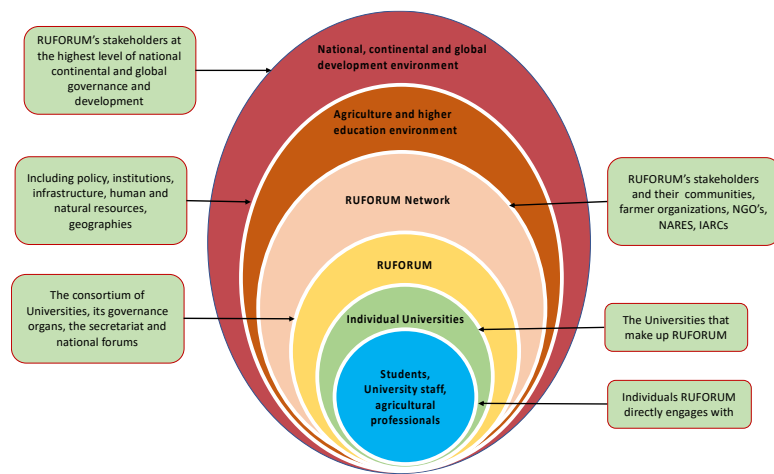 RUFORUM's stakeholders at
the highest level of national
continental and global
governance and
development
National, continental and global
development environment
Agriculture and higher
education environment
Including policy, institutions,
infrastructure, human and
natural resources,
geographies
RUFORUM Network
RUFORUM's stakeholders
and their communities,
farmer organizations, NGO's,
NARES, IARCs
RUFORUM
The consortium of
Universities, its governance
organs, the secretariat and
national forums
Individual Universities
The Universities that
make up RUFORUM
Students,
University staff,
agricultural
professionals
Individuals RUFORUM
directly engages with